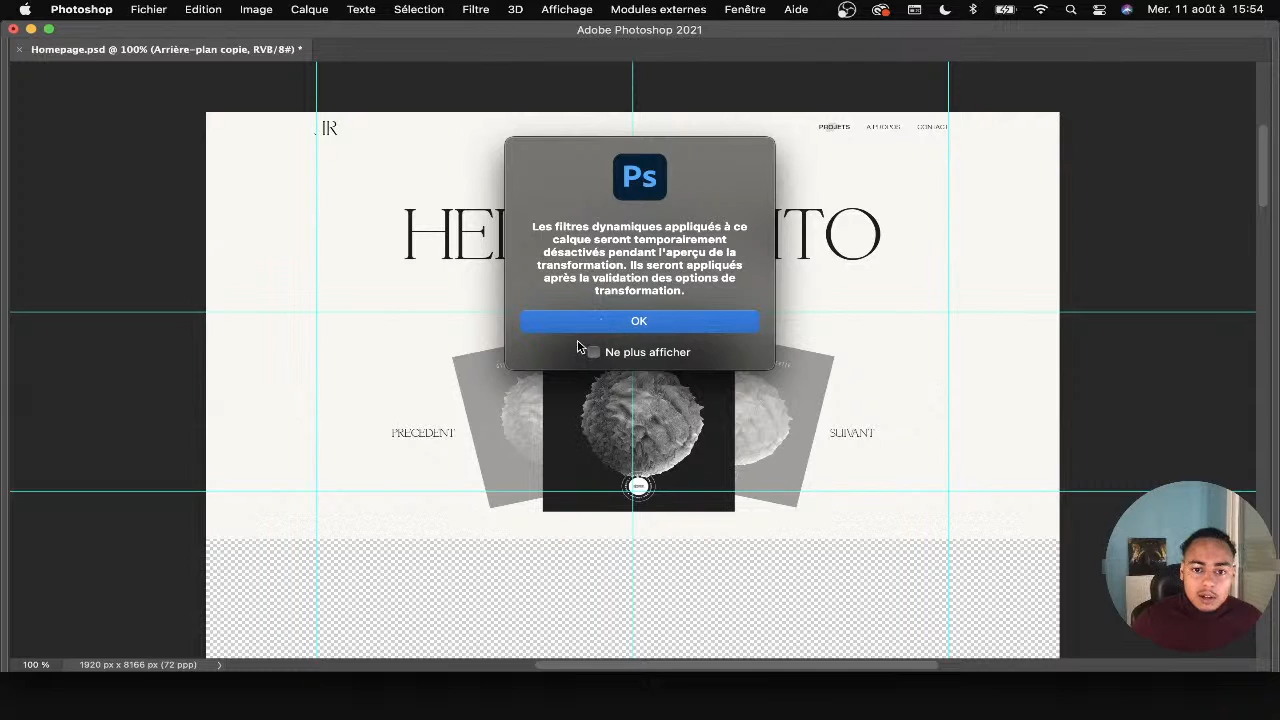 Photoshop Fichier Edition Image Calque Texte Sélection Filtre 3D Affichage Modules externes Fenêtre Aide Mer. 11 août à 15:54
Adobe Photoshop 2021
Homepage.psd @ 100% (Arrière-plan copie, RVB/8#) *
PROJETS A PROPOS CONTACT
Ps
Les filtres dynamiques appliqués à ce
calque seront temporairement
désactivés pendant l'aperçu de la
transformation. Ils seront appliqués
après la validation des options de
transformation.
OK
Ne plus afficher
PRECEDENT
SUIVANT
100 % 1920 px x 8166 px (72 ppp)